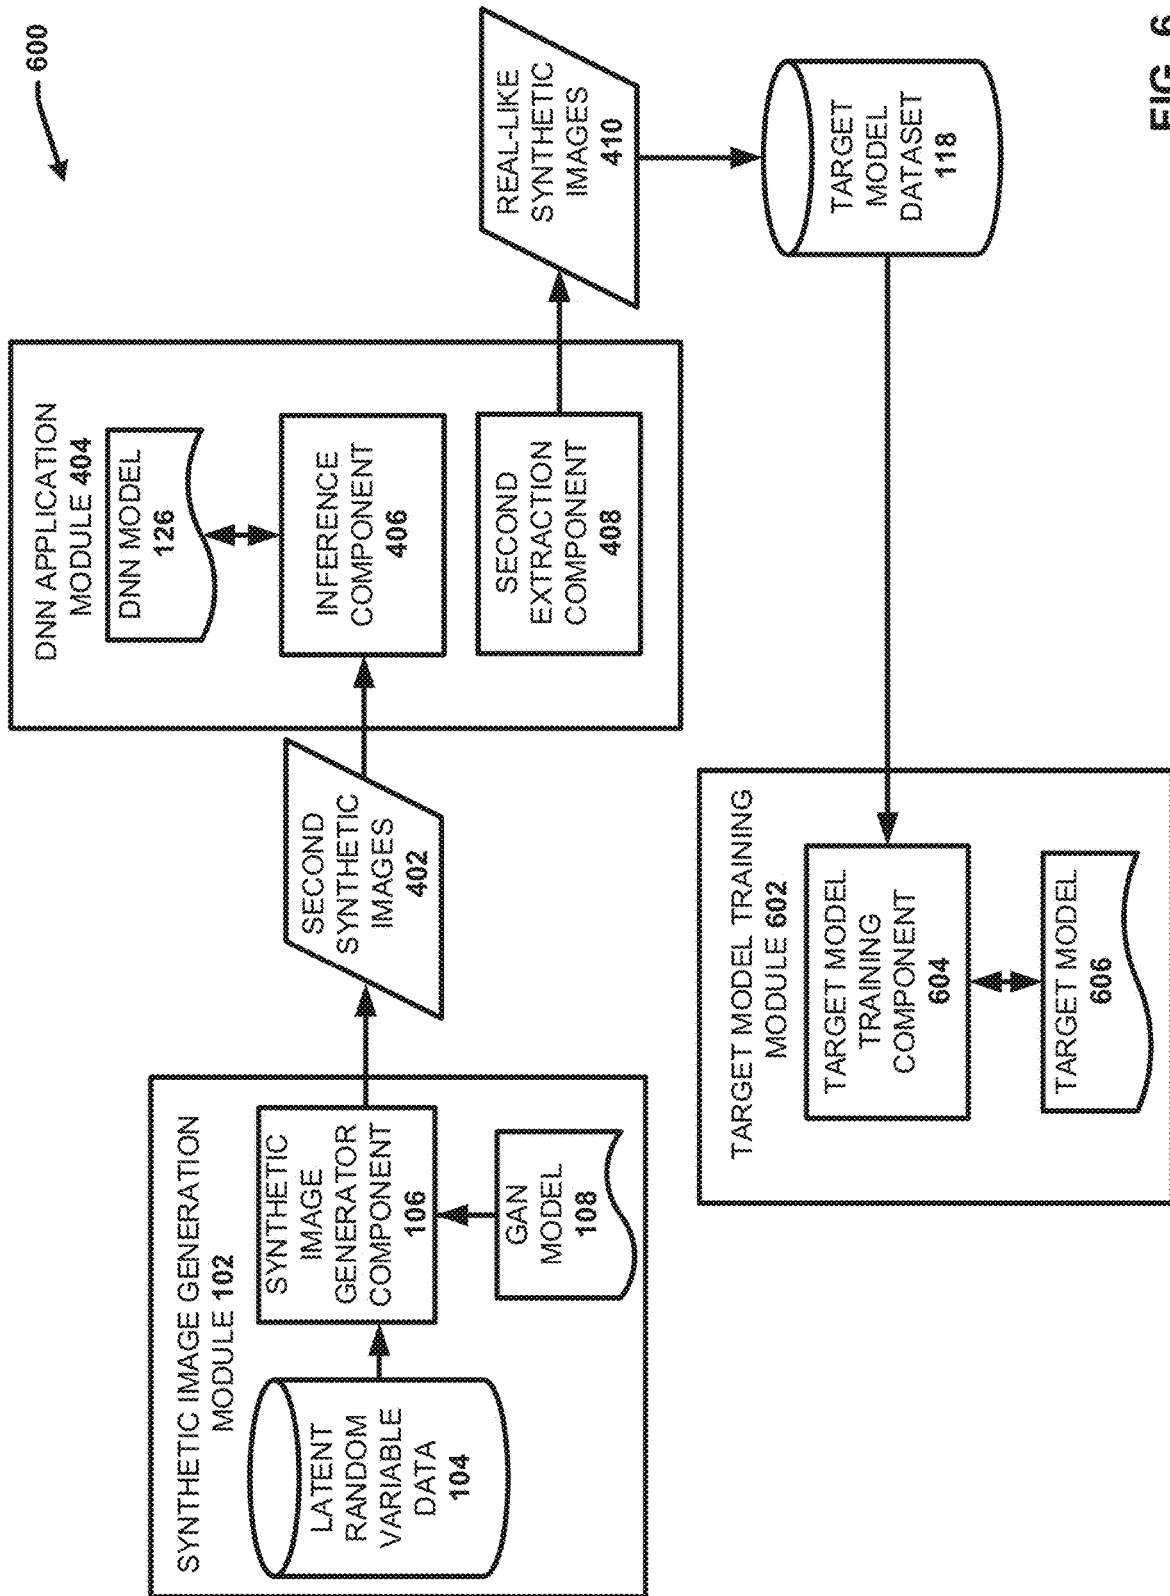 600
SYNTHETIC IMAGE GENERATION
MODULE 102
LATENT
RANDOM
VARIABLE
DATA
104
SYNTHETIC
IMAGE
GENERATOR
COMPONENT
106
GAN
MODEL
108
SECOND
SYNTHETIC
IMAGES
402
DNN APPLICATION
MODULE 404
DNN MODEL
126
INFERENCE
COMPONENT
406
SECOND
EXTRACTION
COMPONENT
408
REAL-LIKE
SYNTHETIC
IMAGES
410
TARGET
MODEL
DATASET
118
TARGET MODEL TRAINING
MODULE 602
TARGET MODEL
TRAINING
COMPONENT
604
TARGET MODEL
606
FIG. 6